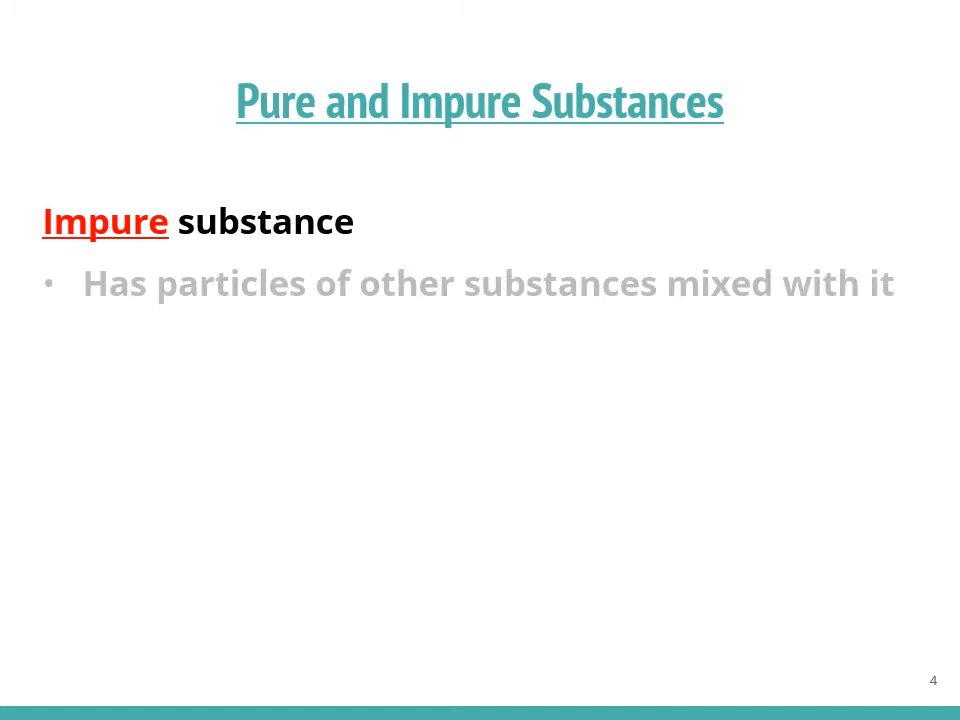 Pure and Impure Substances
Impure substance
• Has particles of other substances mixed with it
4